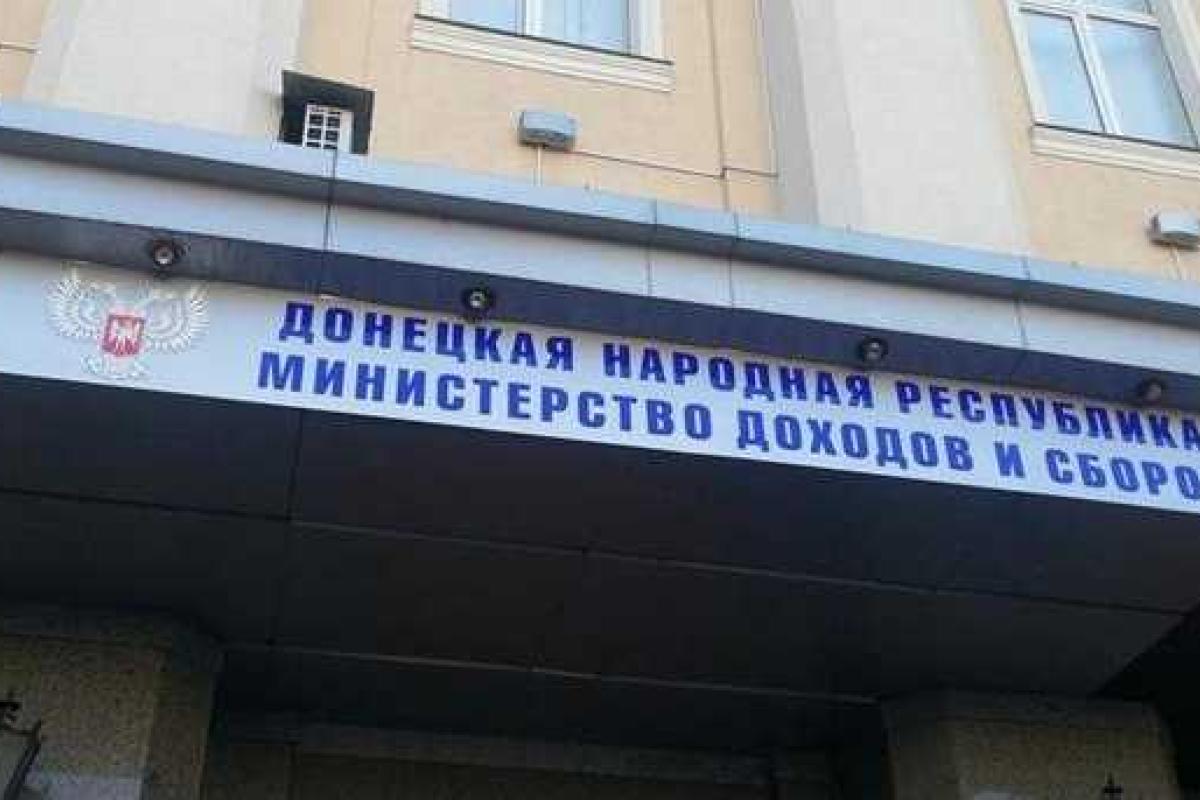 ДОНЕЦКАЯ НАРОДНАЯ РЕСПУБЛИКА
МИНИСТЕРСТВО ДОХОДОВ И СБОРО